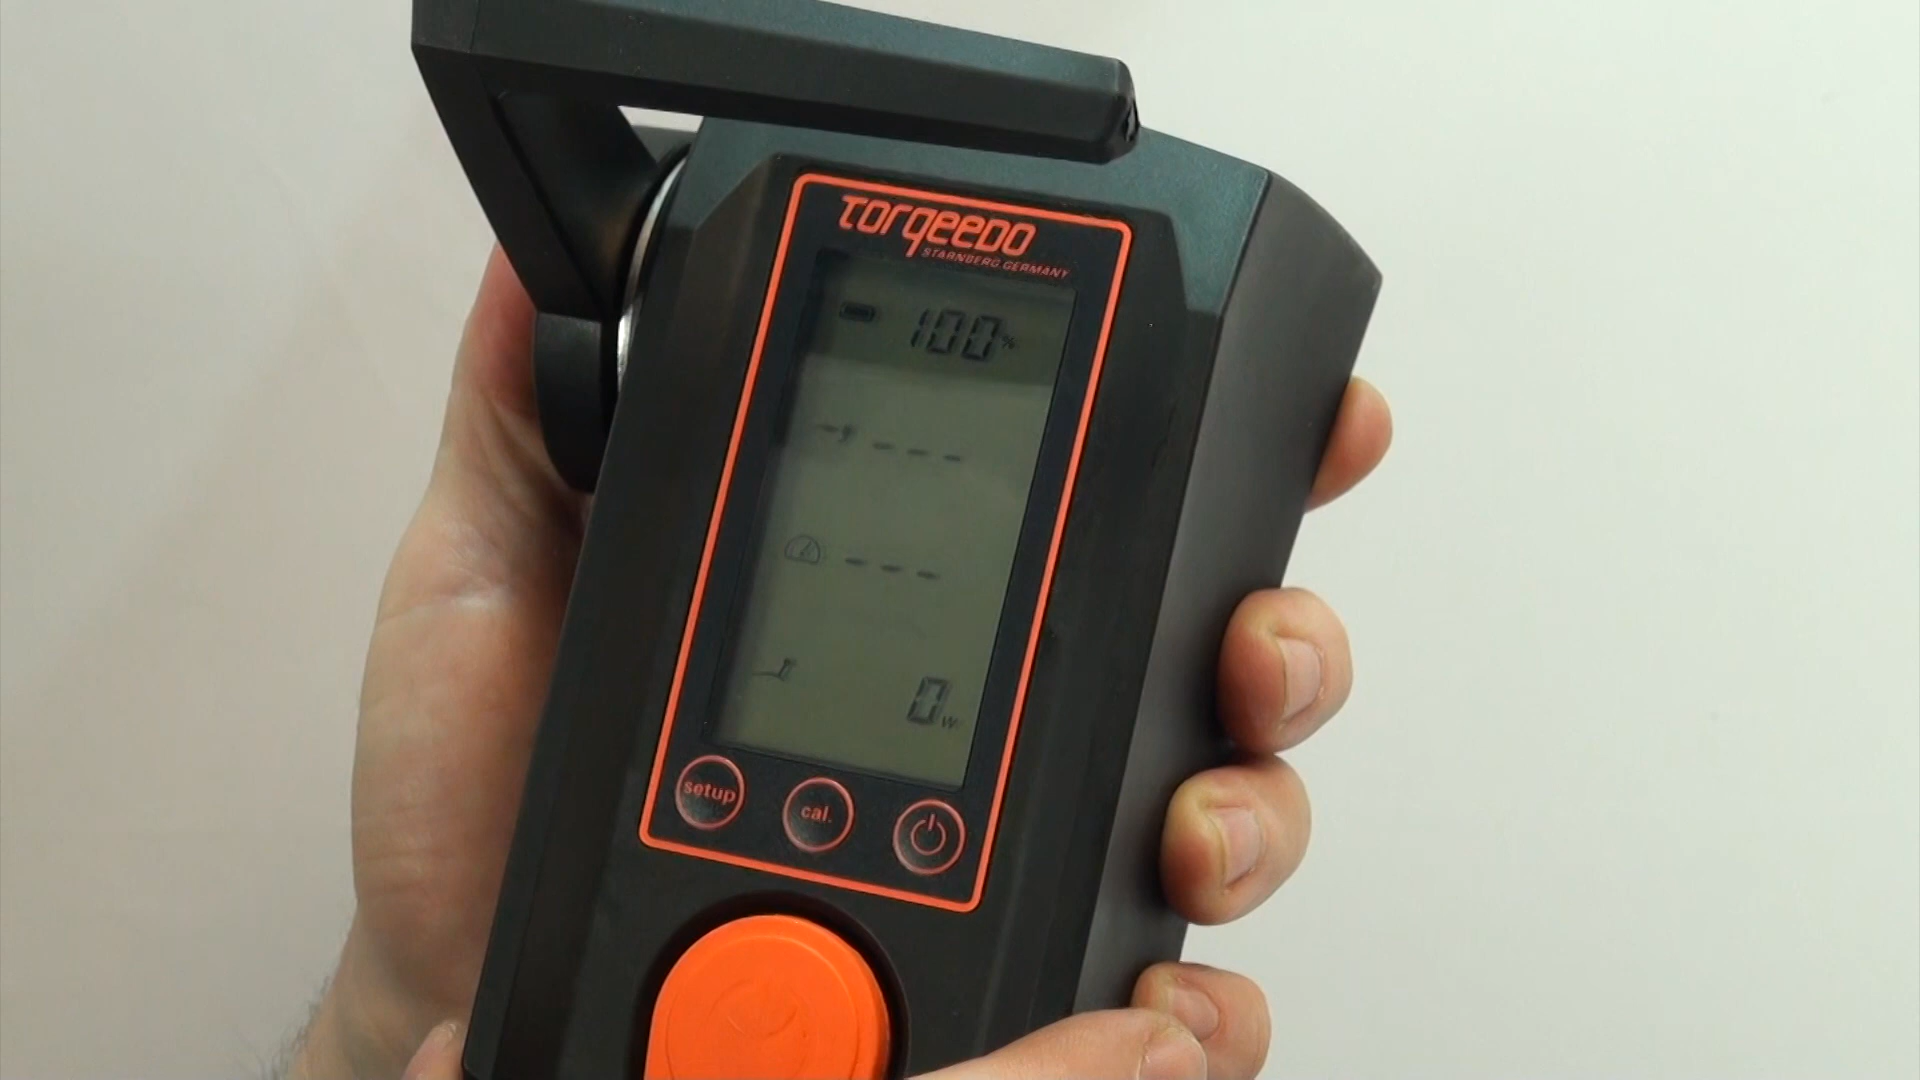 TORQEEDO
STARNBERG GERMANY
100%
---
---
0W
setup
cal.